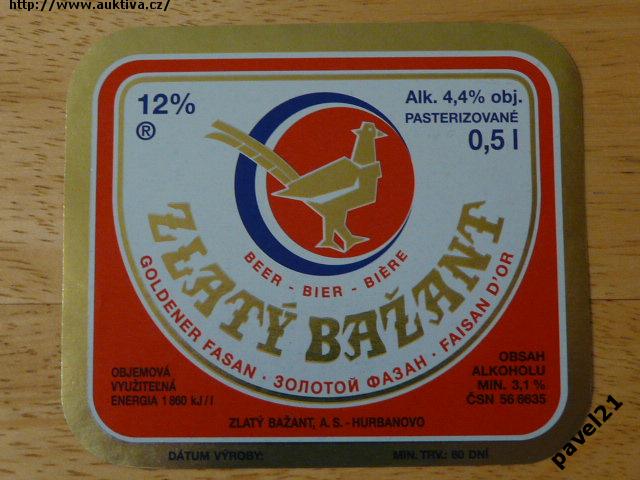 http://www.auktiva.cz/
12%
®
Alk. 4,4% obj.
PASTERIZOVANÉ
0,5 l
BEER - BIER - BIÈRE
ZLATÝ BAŽANT
GOLDENER FASAN · ЗОЛОТОЙ ФАЗАН · FAISAN D'OR
OBJEMOVÁ
VYUŽITEĽNÁ
ENERGIA 1 860 kJ/l
OBSAH
ALKOHOLU
MIN. 3,1 %
ČSN 56 6635
ZLATÝ BAŽANT, A. S. - HURBANOVO
DÁTUM VÝROBY:
MIN. TRV.: 60 DNÍ
pavel21